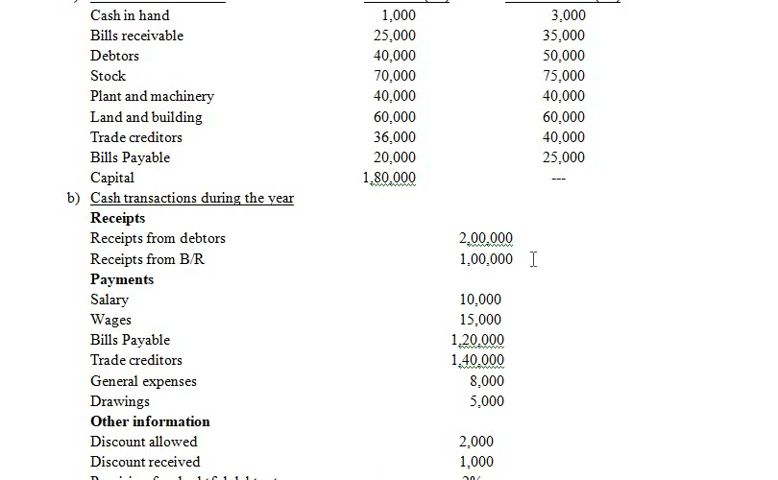 Cash in hand 1,000 3,000
Bills receivable 25,000 35,000
Debtors 40,000 50,000
Stock 70,000 75,000
Plant and machinery 40,000 40,000
Land and building 60,000 60,000
Trade creditors 36,000 40,000
Bills Payable 20,000 25,000
Capital 1,80,000 ---
b) Cash transactions during the year
Receipts
Receipts from debtors 2,00,000
Receipts from B/R 1,00,000
Payments
Salary 10,000
Wages 15,000
Bills Payable 1,20,000
Trade creditors 1,40,000
General expenses 8,000
Drawings 5,000
Other information
Discount allowed 2,000
Discount received 1,000